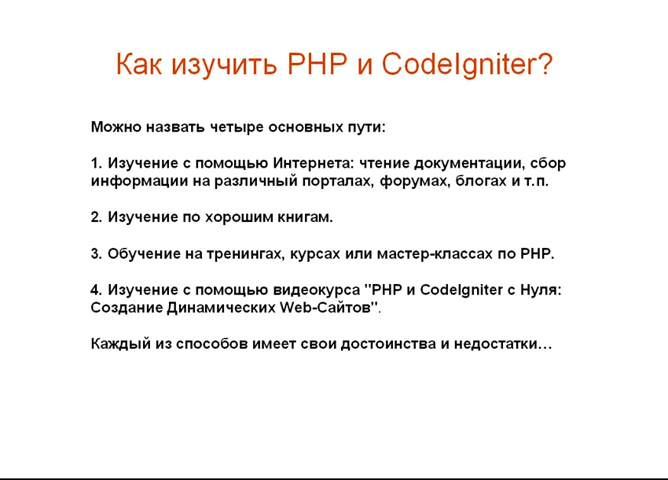 Как изучить PHP и CodeIgniter?
Можно назвать четыре основных пути:
1. Изучение с помощью Интернета: чтение документации, сбор
информации на различный порталах, форумах, блогах и т.п.
2. Изучение по хорошим книгам.
3. Обучение на тренингах, курсах или мастер-классах по PHP.
4. Изучение с помощью видеокурса "PHP и CodeIgniter с Нуля:
Создание Динамических Web-Сайтов".
Каждый из способов имеет свои достоинства и недостатки...